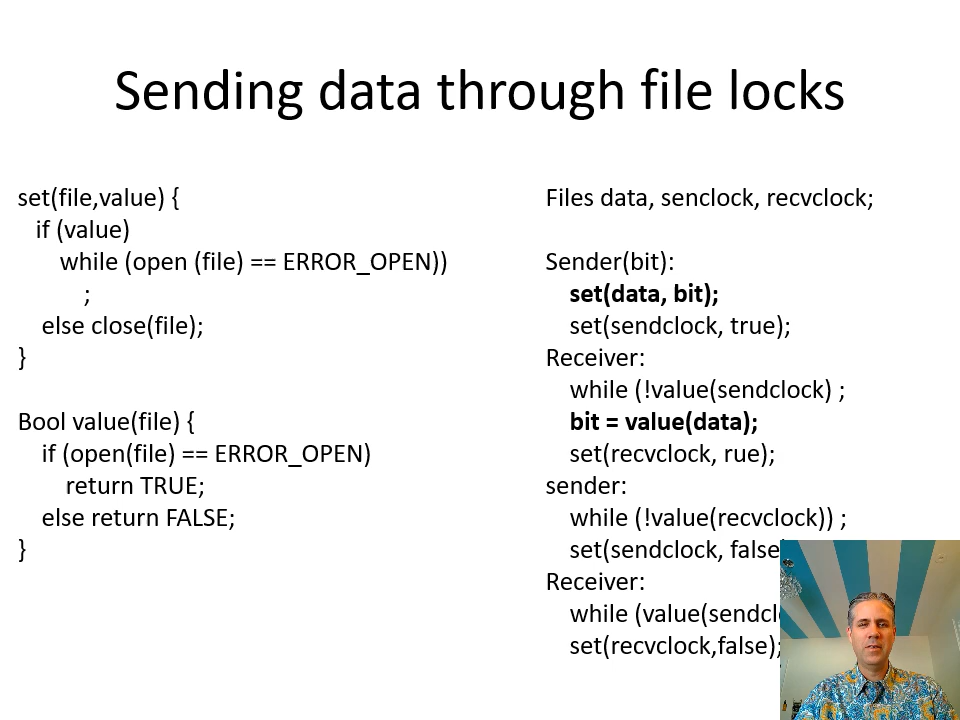 Sending data through file locks
set(file,value) {
if (value)
while (open (file) == ERROR_OPEN))
;
else close(file);
}
Bool value(file) {
if (open(file) == ERROR_OPEN)
return TRUE;
else return FALSE;
}
Files data, senclock, recvclock;
Sender(bit):
set(data, bit);
set(sendclock, true);
Receiver:
while (!value(sendclock) ;
bit = value(data);
set(recvclock, rue);
sender:
while (!value(recvclock)) ;
set(sendclock, false
Receiver:
while (value(sendcl
set(recvclock,false);